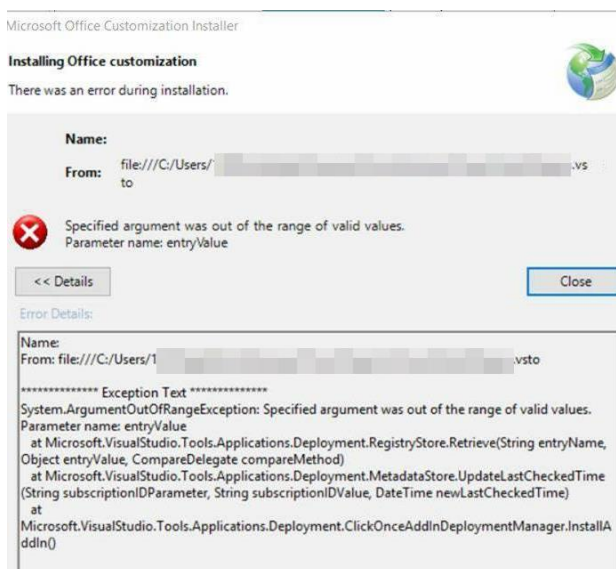 Microsoft Office Customization Installer
Installing Office customization
There was an error during installation.
Name:
From: file:///C:/Users/ .vs
to
Specified argument was out of the range of valid values.
Parameter name: entryValue
<< Details
Close
Error Details:
Name:
From: file:///C:/Users/1 .vsto
************** Exception Text **************
System.ArgumentOutOfRangeException: Specified argument was out of the range of valid values.
Parameter name: entryValue
at Microsoft.VisualStudio.Tools.Applications.Deployment.RegistryStore.Retrieve(String entryName,
Object entryValue, CompareDelegate compareMethod)
at Microsoft.VisualStudio.Tools.Applications.Deployment.MetadataStore.UpdateLastCheckedTime
(String subscriptionIDParameter, String subscriptionIDValue, DateTime newLastCheckedTime)
at
Microsoft.VisualStudio.Tools.Applications.Deployment.ClickOnceAddInDeploymentManager.InstallA
ddIn()